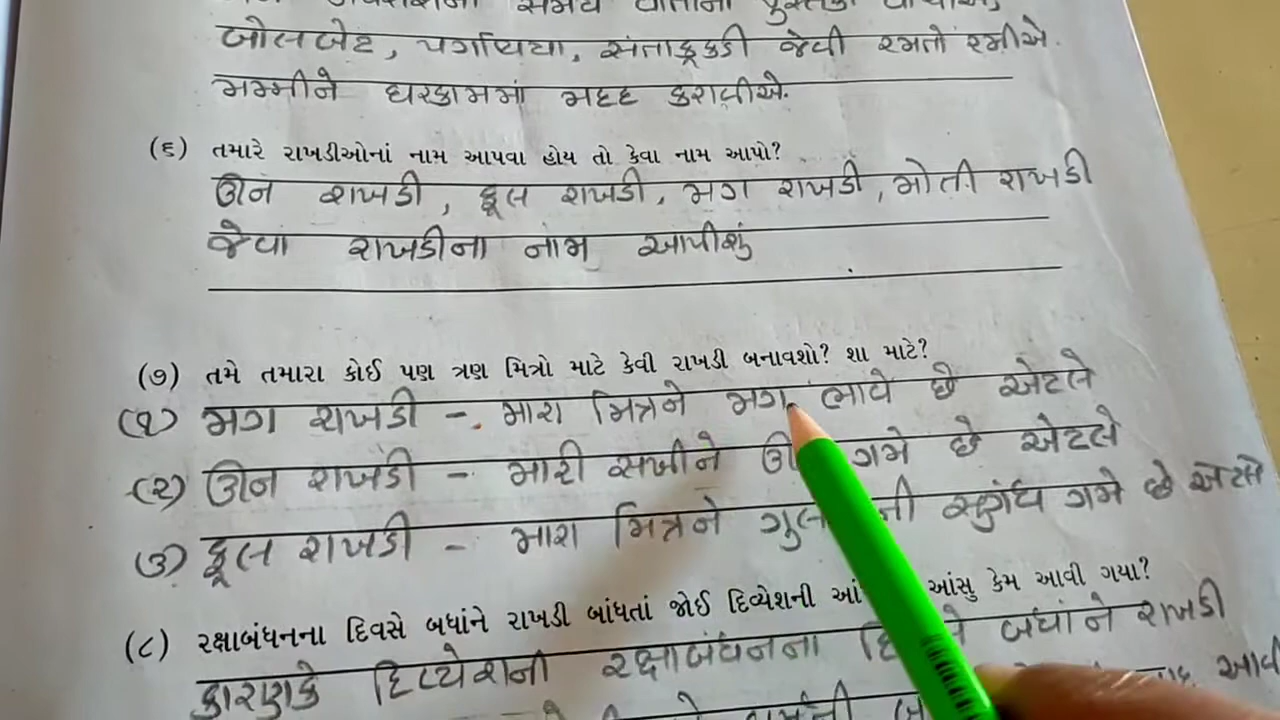 સમય વાર્તાના પુસ્તકો વાંચીએ,
બોલબેટ, પગથિયા, સંતાકૂકડી જેવી રમતો રમીએ.
મમ્મીને ઘરકામમાં મદદ કરાવીએ.
(૬) તમારે રાખડીઓનાં નામ આપવા હોય તો કેવા નામ આપો?
ઊન રાખડી, ફૂલ રાખડી, મગ રાખડી, મોતી રાખડી
જેવા રાખડીના નામ આપીશું
(૭) તમે તમારા કોઈ પણ ત્રણ મિત્રો માટે કેવી રાખડી બનાવશો? શા માટે?
(૧) મગ રાખડી - મારા મિત્રને મગ ભાવે છે એટલે
(૨) ઊન રાખડી - મારી સખીને ગમે છે એટલે
(૩) ફૂલ રાખડી - મારા મિત્રને સુગંધ ગમે છે એટલે
(૮) રક્ષાબંધનના દિવસે બધાંને રાખડી બાંધતાં જોઈ દિવ્યેશની આંસુ કેમ આવી ગયા?
કારણકે દિવ્યેશની રક્ષાબંધનના બધાંને રાખડી